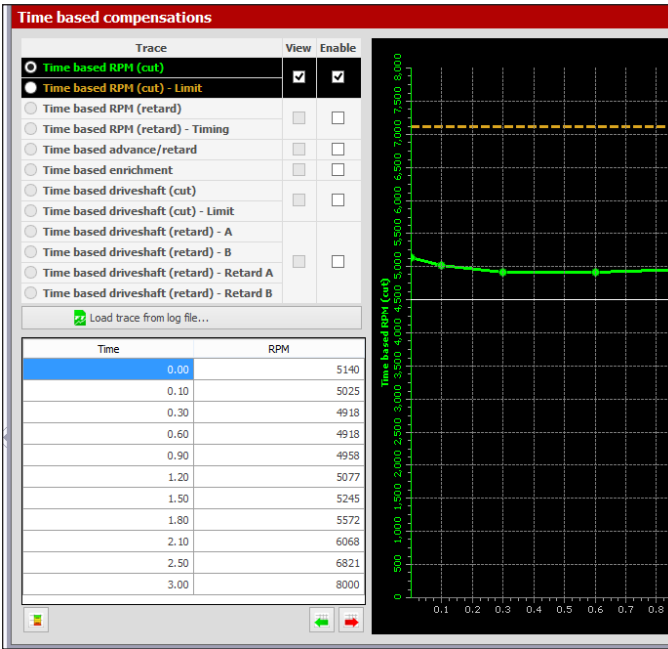 Time based compensations
Trace View Enable
Time based RPM (cut)
Time based RPM (cut) - Limit
Time based RPM (retard)
Time based RPM (retard) - Timing
Time based advance/retard
Time based enrichment
Time based driveshaft (cut)
Time based driveshaft (cut) - Limit
Time based driveshaft (retard) - A
Time based driveshaft (retard) - B
Time based driveshaft (retard) - Retard A
Time based driveshaft (retard) - Retard B
Load trace from log file...
Time RPM
0.00 5140
0.10 5025
0.30 4918
0.60 4918
0.90 4958
1.20 5077
1.50 5245
1.80 5572
2.10 6068
2.50 6821
3.00 8000
Time based RPM (cut)
8.000
7.500
7.000
6.500
6.000
5.500
5.000
4.500
4.000
3.500
3.000
2.500
2.000
1.500
1.000
500
0
0.1 0.2 0.3 0.4 0.5 0.6 0.7 0.8